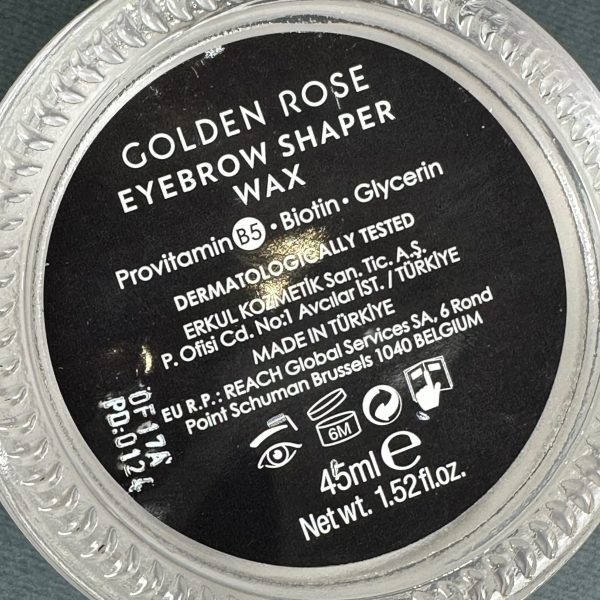 GOLDEN ROSE
EYEBROW SHAPER
WAX
Provitamin B5 • Biotin • Glycerin
DERMATOLOGICALLY TESTED
ERKUL KOZMETİK San. Tic. A.Ş.
P. Ofisi Cd. No:1 Avcılar İST. / TÜRKİYE
MADE IN TÜRKİYE
EU R.P.: REACH Global Services SA, 6 Rond
Point Schuman Brussels 1040 BELGIUM
6M
45ml e
Net wt. 1.52 fl.oz.
OF17A
PD:0124